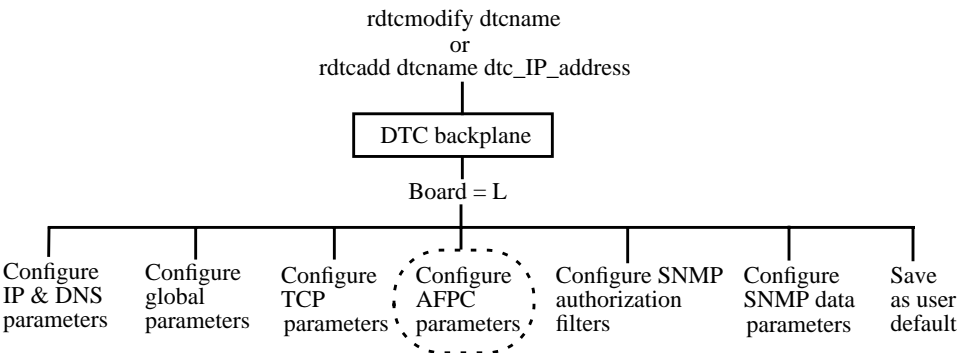 rdtcmodify dtcname
or
rdtcadd dtcname dtc_IP_address
DTC backplane
Board = L
Configure
IP & DNS
parameters
Configure
global
parameters
Configure
TCP
parameters
Configure
AFPC
parameters
Configure SNMP
authorization
filters
Configure
SNMP data
parameters
Save
as user
default